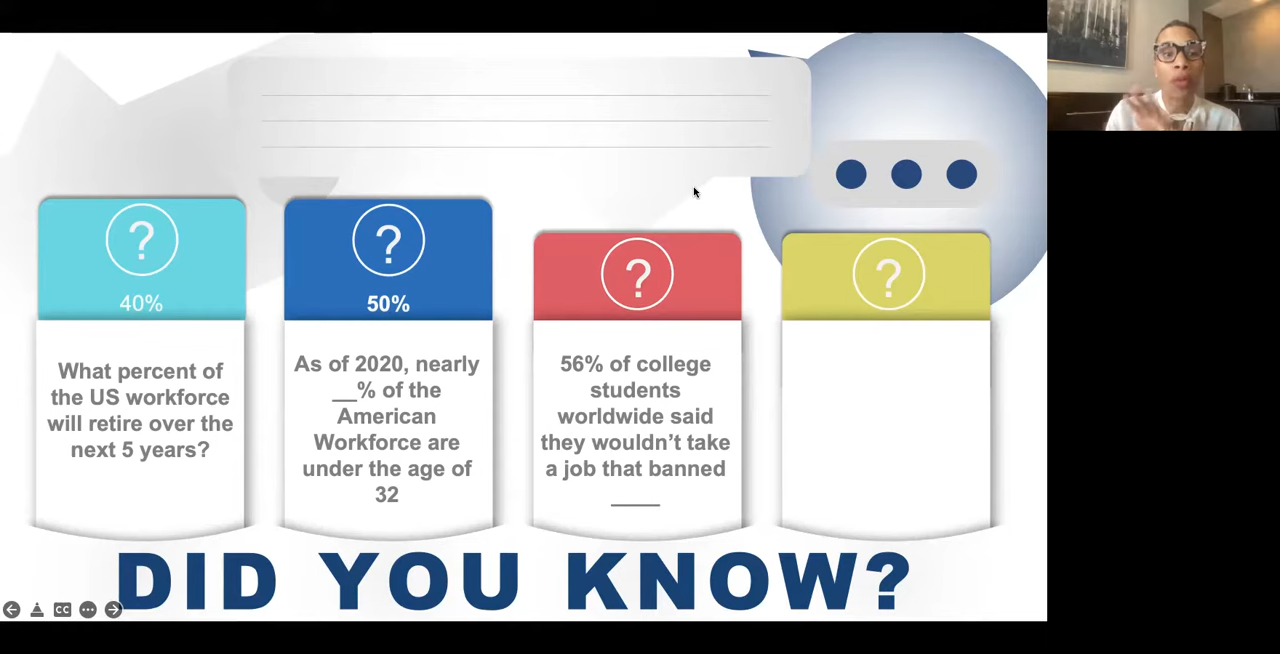 ?
40%
What percent of
the US workforce
will retire over the
next 5 years?
?
50%
As of 2020, nearly
__% of the
American
Workforce are
under the age of
32
?
56% of college
students
worldwide said
they wouldn't take
a job that banned
____
?
DID YOU KNOW?
CC